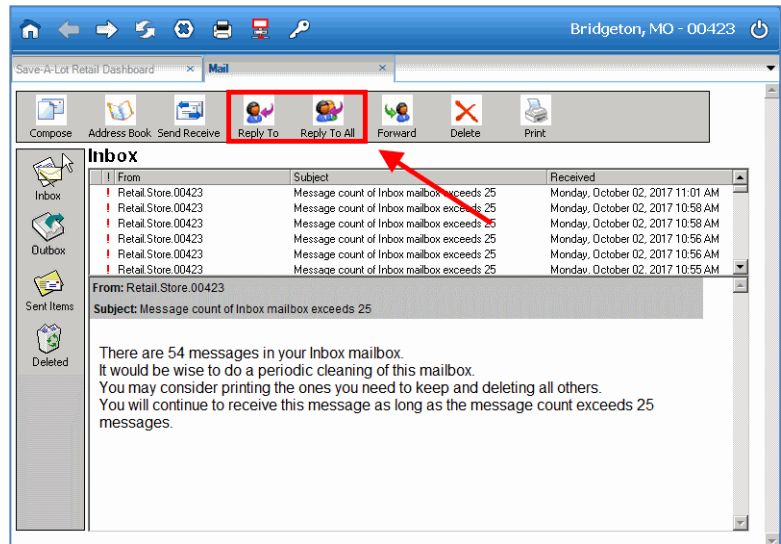 Bridgeton, MO - 00423
Save-A-Lot Retail Dashboard × Mail ×
Compose Address Book Send Receive Reply To Reply To All Forward Delete Print
Inbox
! From Subject Received
! Retail.Store.00423 Message count of Inbox mailbox exceeds 25 Monday, October 02, 2017 11:01 AM
! Retail.Store.00423 Message count of Inbox mailbox exceeds 25 Monday, October 02, 2017 10:58 AM
! Retail.Store.00423 Message count of Inbox mailbox exceeds 25 Monday, October 02, 2017 10:58 AM
! Retail.Store.00423 Message count of Inbox mailbox exceeds 25 Monday, October 02, 2017 10:56 AM
! Retail.Store.00423 Message count of Inbox mailbox exceeds 25 Monday, October 02, 2017 10:56 AM
! Retail.Store.00423 Message count of Inbox mailbox exceeds 25 Monday, October 02, 2017 10:55 AM
Inbox
Outbox
Sent Items
Deleted
From: Retail.Store.00423
Subject: Message count of Inbox mailbox exceeds 25
There are 54 messages in your Inbox mailbox.
It would be wise to do a periodic cleaning of this mailbox.
You may consider printing the ones you need to keep and deleting all others.
You will continue to receive this message as long as the message count exceeds 25
messages.